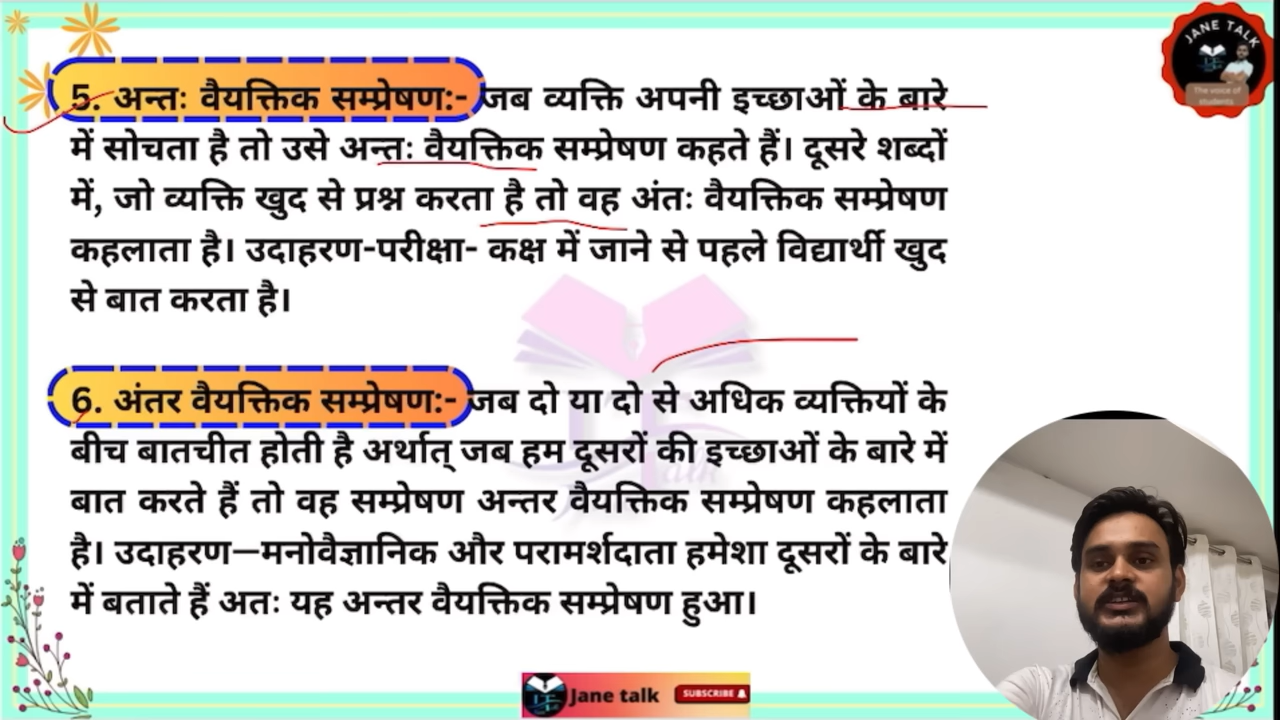 JANE TALK
The voice of
students
5. अन्तः वैयक्तिक सम्प्रेषण:- जब व्यक्ति अपनी इच्छाओं के बारे
में सोचता है तो उसे अन्तः वैयक्तिक सम्प्रेषण कहते हैं। दूसरे शब्दों
में, जो व्यक्ति खुद से प्रश्न करता है तो वह अंतः वैयक्तिक सम्प्रेषण
कहलाता है। उदाहरण-परीक्षा- कक्ष में जाने से पहले विद्यार्थी खुद
से बात करता है।
6. अंतर वैयक्तिक सम्प्रेषण:- जब दो या दो से अधिक व्यक्तियों के
बीच बातचीत होती है अर्थात् जब हम दूसरों की इच्छाओं के बारे में
बात करते हैं तो वह सम्प्रेषण अन्तर वैयक्तिक सम्प्रेषण कहलाता
है। उदाहरण—मनोवैज्ञानिक और परामर्शदाता हमेशा दूसरों के बारे
में बताते हैं अतः यह अन्तर वैयक्तिक सम्प्रेषण हुआ।
Jane talk SUBSCRIBE